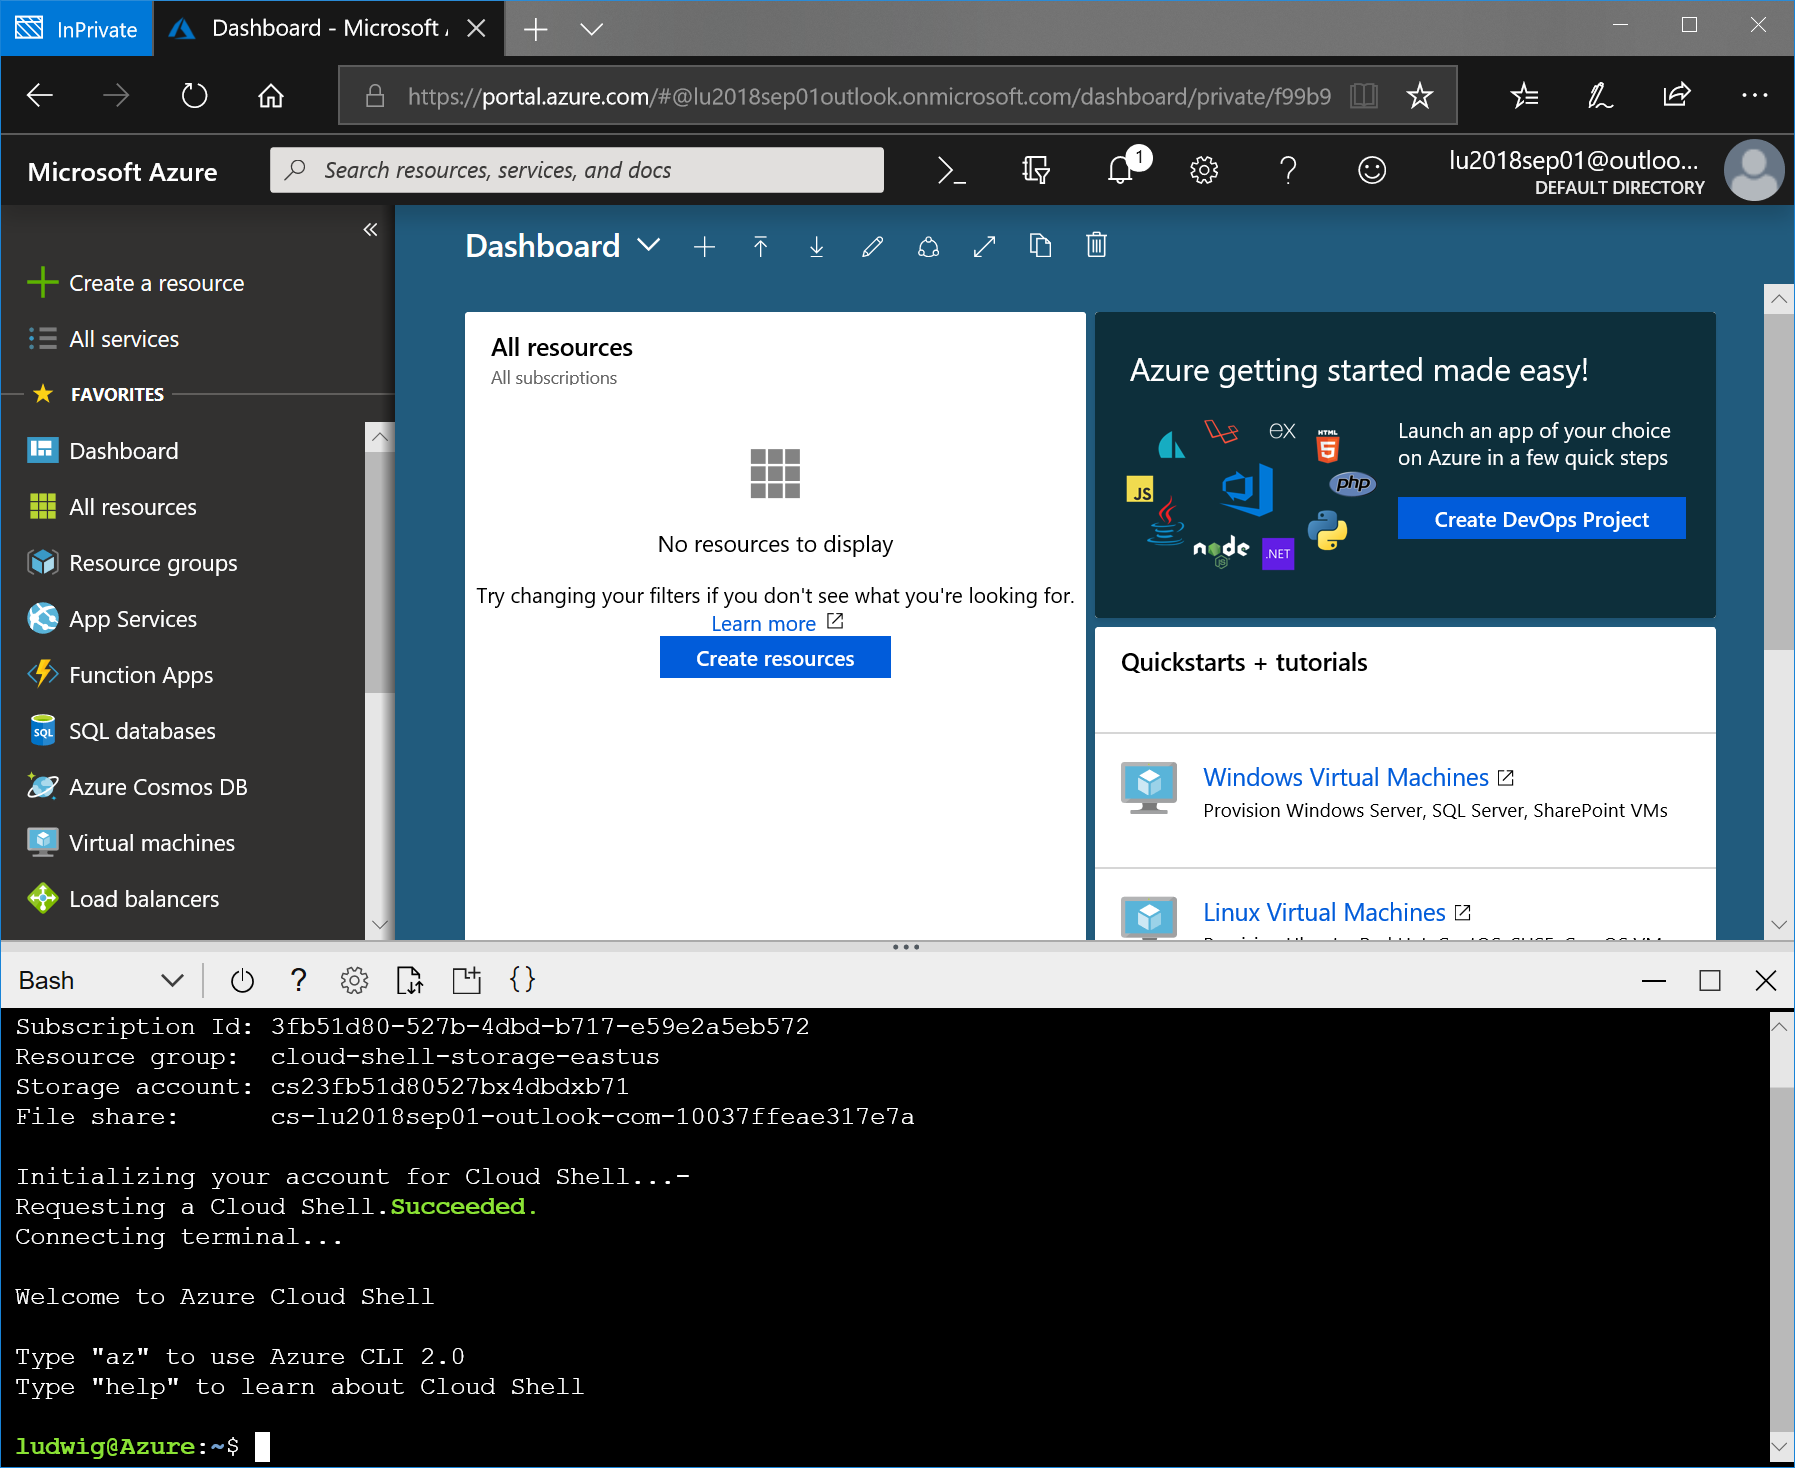 InPrivate
Dashboard - Microsoft
https://portal.azure.com/#@lu2018sep01outlook.onmicrosoft.com/dashboard/private/f99b9
Microsoft Azure
Search resources, services, and docs
1
lu2018sep01@outloo...
DEFAULT DIRECTORY
«
Create a resource
All services
FAVORITES
Dashboard
All resources
Resource groups
App Services
Function Apps
SQL
SQL databases
Azure Cosmos DB
Virtual machines
Load balancers
Dashboard
All resources
All subscriptions
No resources to display
Try changing your filters if you don't see what you're looking for.
Learn more
Create resources
Azure getting started made easy!
ex
HTML
5
JS
php
node
JS
.NET
Launch an app of your choice
on Azure in a few quick steps
Create DevOps Project
Quickstarts + tutorials
Windows Virtual Machines
Provision Windows Server, SQL Server, SharePoint VMs
Linux Virtual Machines
Bash
?
{}
Subscription Id: 3fb51d80-527b-4dbd-b717-e59e2a5eb572
Resource group: cloud-shell-storage-eastus
Storage account: cs23fb51d80527bx4dbdxb71
File share: cs-lu2018sep01-outlook-com-10037ffeae317e7a
Initializing your account for Cloud Shell...-
Requesting a Cloud Shell.Succeeded.
Connecting terminal...
Welcome to Azure Cloud Shell
Type "az" to use Azure CLI 2.0
Type "help" to learn about Cloud Shell
ludwig@Azure:~$